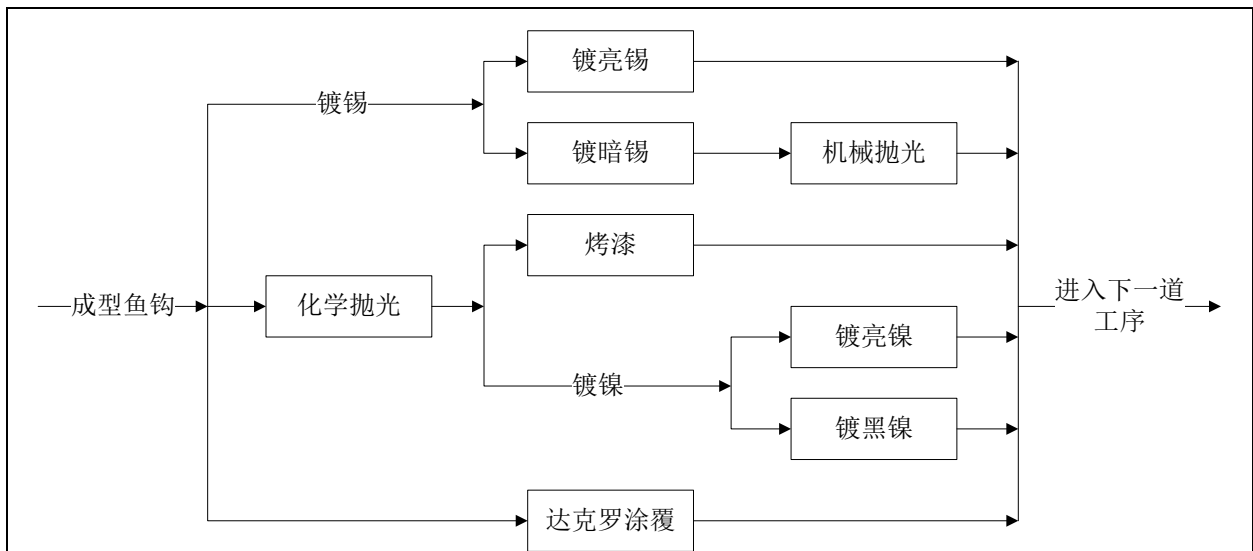 镀亮锡
镀锡
镀暗锡
机械抛光
烤漆
成型鱼钩
化学抛光
进入下一道
工序
镀亮镍
镀镍
镀黑镍
达克罗涂覆